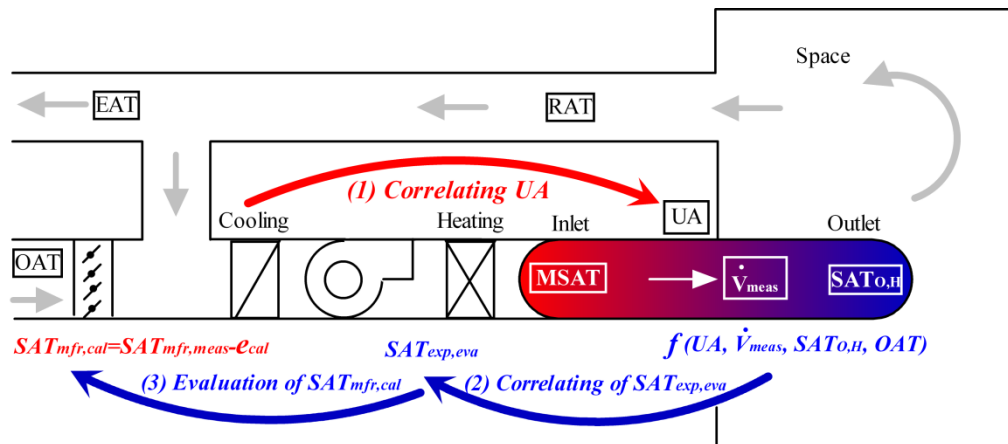 Space
EAT
RAT
(1) Correlating UA
Cooling
Heating
Inlet
UA
Outlet
OAT
MSAT
V̇meas
SATO,H
SATmfr,cal=SATmfr,meas-ecal
SATexp,eva
f (UA, V̇meas, SATO,H, OAT)
(3) Evaluation of SATmfr,cal
(2) Correlating of SATexp,eva